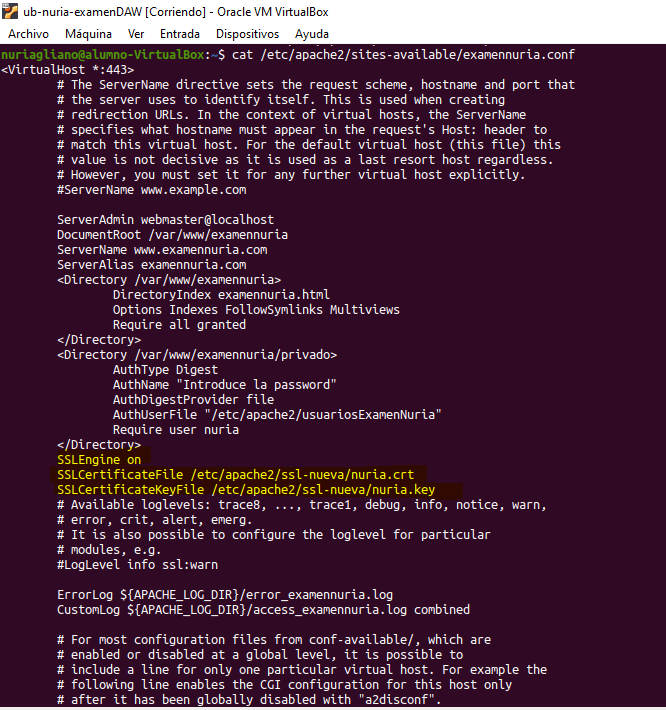 ub-nuria-examenDAW [Corriendo] - Oracle VM VirtualBox
Archivo Máquina Ver Entrada Dispositivos Ayuda
nuriagliano@alumno-VirtualBox:~$ cat /etc/apache2/sites-available/examennuria.conf
<VirtualHost *:443>
# The ServerName directive sets the request scheme, hostname and port that
# the server uses to identify itself. This is used when creating
# redirection URLs. In the context of virtual hosts, the ServerName
# specifies what hostname must appear in the request's Host: header to
# match this virtual host. For the default virtual host (this file) this
# value is not decisive as it is used as a last resort host regardless.
# However, you must set it for any further virtual host explicitly.
#ServerName www.example.com
ServerAdmin webmaster@localhost
DocumentRoot /var/www/examennuria
ServerName www.examennuria.com
ServerAlias examennuria.com
<Directory /var/www/examennuria>
DirectoryIndex examennuria.html
Options Indexes FollowSymlinks Multiviews
Require all granted
</Directory>
<Directory /var/www/examennuria/privado>
AuthType Digest
AuthName "Introduce la password"
AuthDigestProvider file
AuthUserFile "/etc/apache2/usuariosExamenNuria"
Require user nuria
</Directory>
SSLEngine on
SSLCertificateFile /etc/apache2/ssl-nueva/nuria.crt
SSLCertificateKeyFile /etc/apache2/ssl-nueva/nuria.key
# Available loglevels: trace8, ..., trace1, debug, info, notice, warn,
# error, crit, alert, emerg.
# It is also possible to configure the loglevel for particular
# modules, e.g.
#LogLevel info ssl:warn
ErrorLog ${APACHE_LOG_DIR}/error_examennuria.log
CustomLog ${APACHE_LOG_DIR}/access_examennuria.log combined
# For most configuration files from conf-available/, which are
# enabled or disabled at a global level, it is possible to
# include a line for only one particular virtual host. For example the
# following line enables the CGI configuration for this host only
# after it has been globally disabled with "a2disconf".